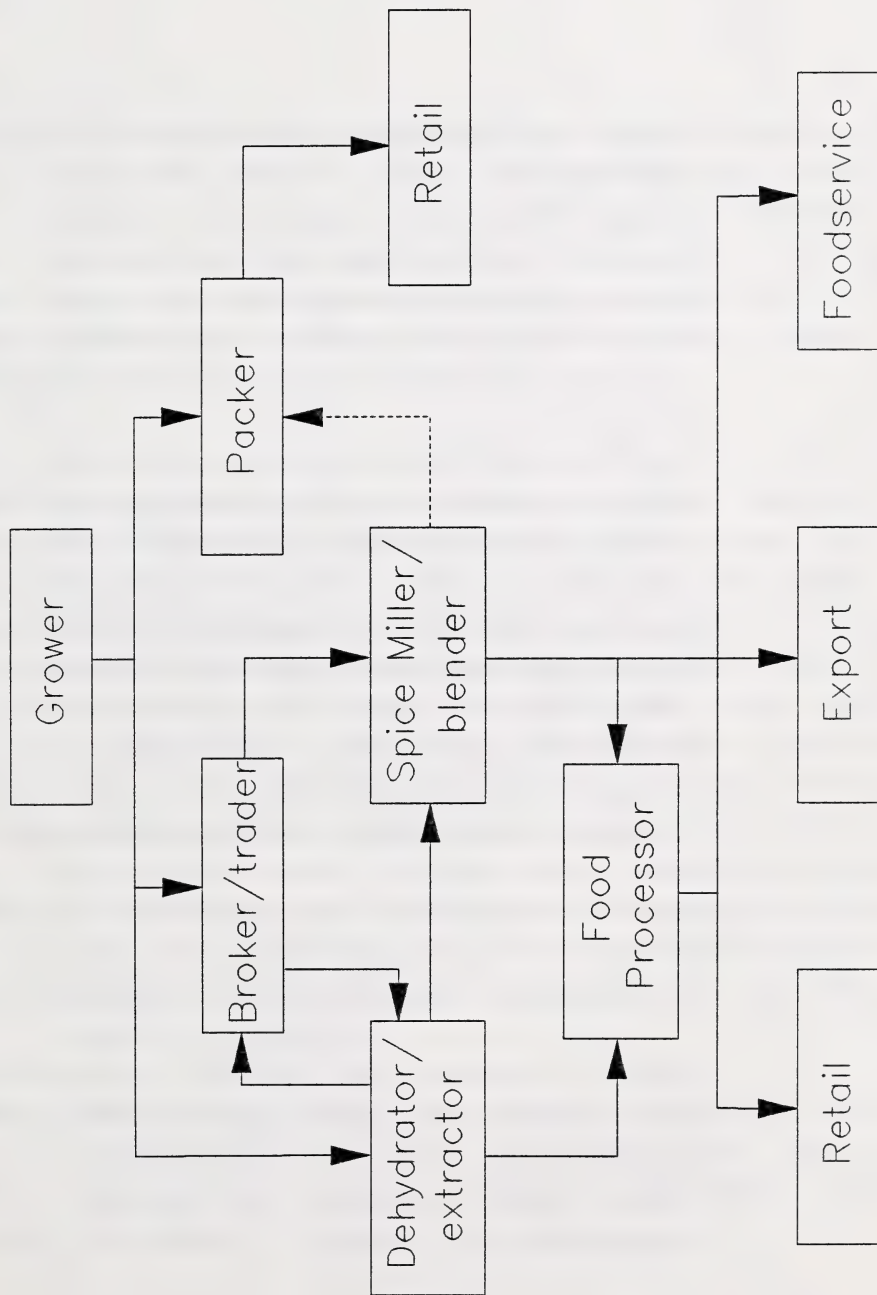 Grower
Broker/trader
Packer
Dehydrator/
extractor
Spice Miller/
blender
Retail
Food
Processor
Retail
Export
Foodservice